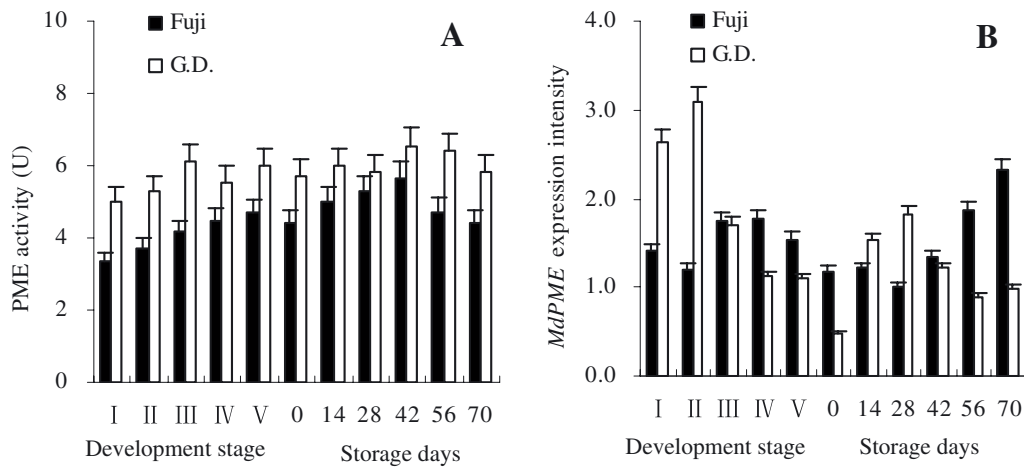 10
8
6
4
2
0
PME activity (U)
Fuji
G.D.
A
I II III IV V 0 14 28 42 56 70
Development stage Storage days
4.0
3.0
2.0
1.0
0.0
MdPME expression intensity
Fuji
G.D.
B
I II III IV V 0 14 28 42 56 70
Development stage Storage days